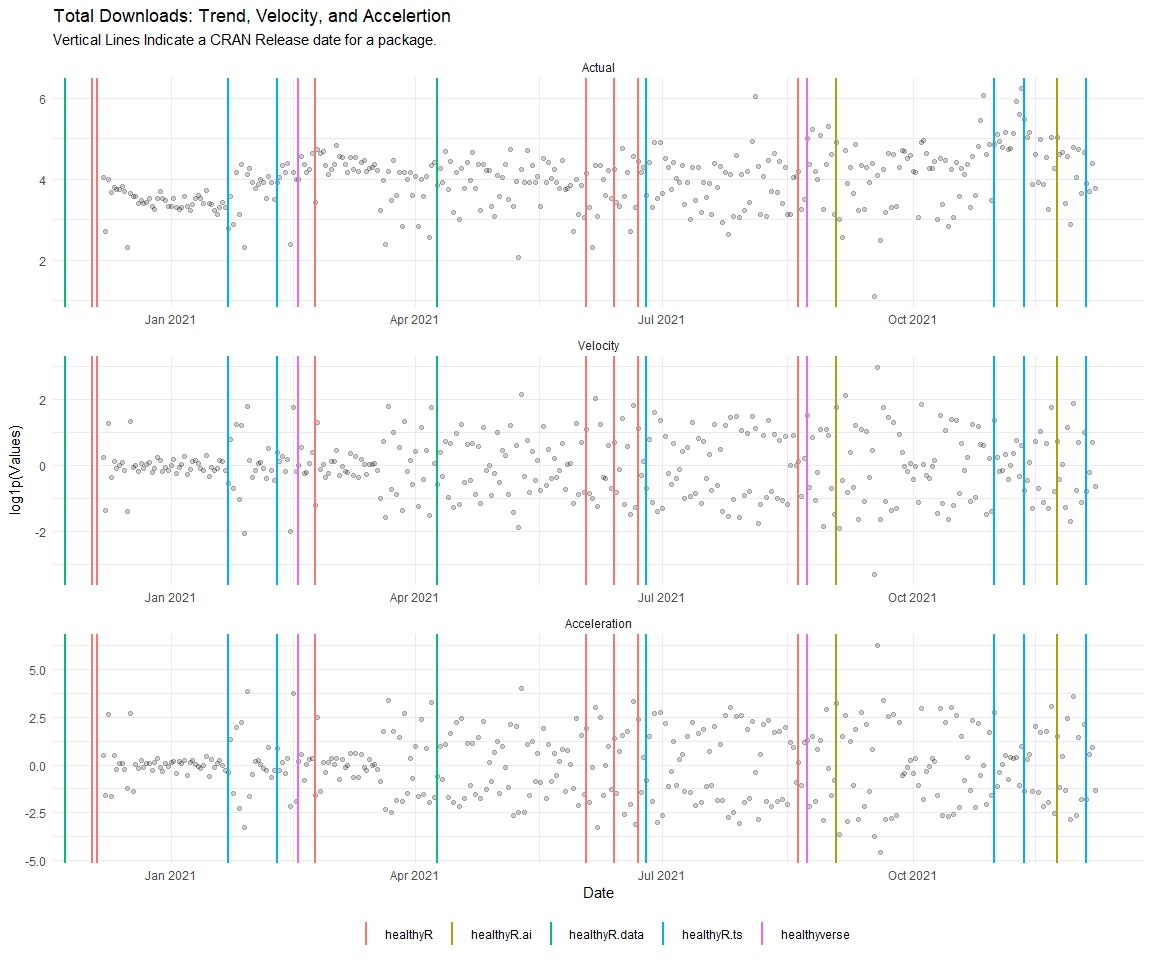 Total Downloads: Trend, Velocity, and Accelertion
Vertical Lines Indicate a CRAN Release date for a package.
Actual
6
4
2
Jan 2021 Apr 2021 Jul 2021 Oct 2021
Velocity
2
0
-2
Jan 2021 Apr 2021 Jul 2021 Oct 2021
log1p(Values)
Acceleration
5.0
2.5
0.0
-2.5
-5.0
Jan 2021 Apr 2021 Jul 2021 Oct 2021
Date
healthyR healthyR.ai healthyR.data healthyR.ts healthyverse